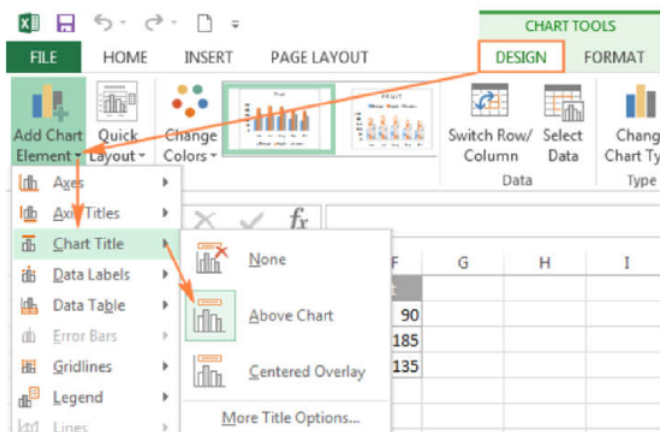 CHART TOOLS
FILE HOME INSERT PAGE LAYOUT DESIGN FORMAT
Add Chart Quick Change Switch Row/ Select Chang
Element Layout Colors Column Data Chart Ty
Data Type
Axes
Axis Titles
fx
Chart Title
None
F G H I
Data Labels
Data Table
Above Chart
90
Error Bars
185
Gridlines
Centered Overlay
135
Legend
More Title Options...
Lines